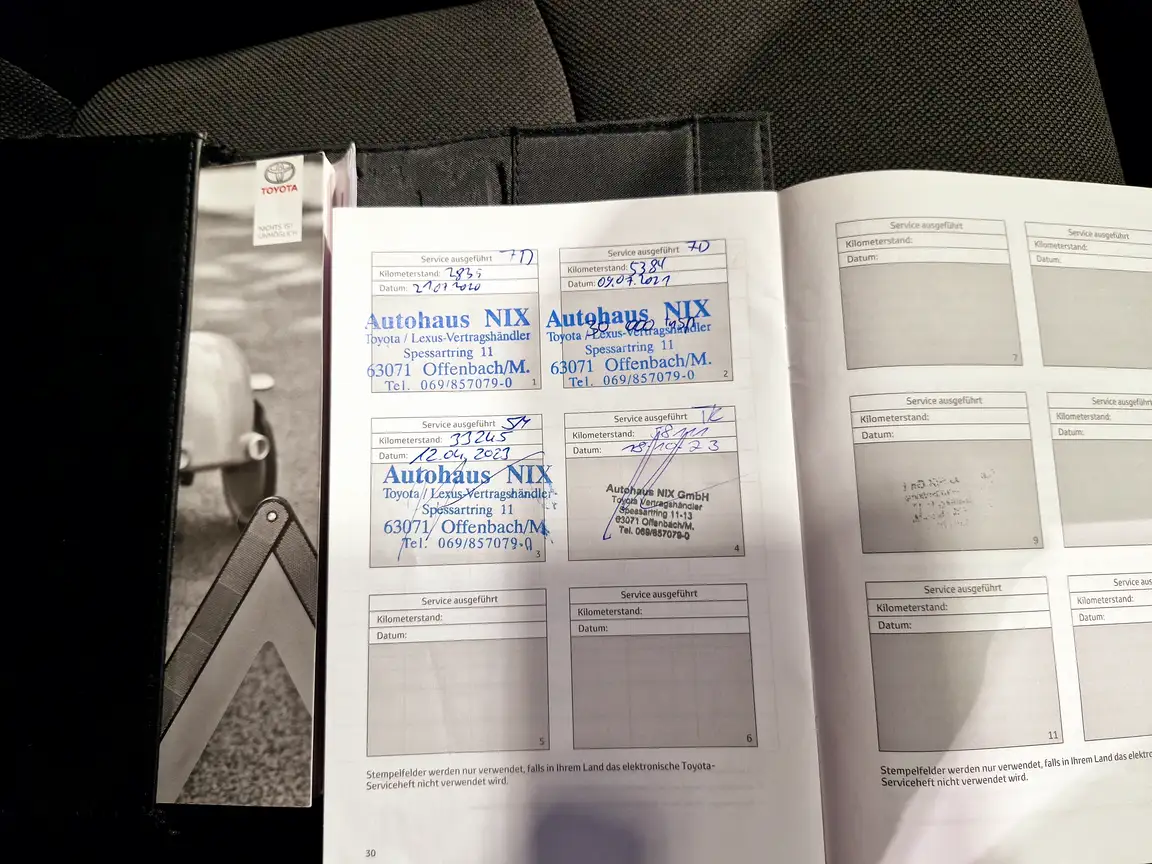 TOYOTA
NICHTS IST
UNMÖGLICH
Service ausgeführt 7D
Kilometerstand: 2835
Datum: 21.07.2020
Autohaus NIX
Toyota / Lexus-Vertragshändler
Spessartring 11
63071 Offenbach/M.
Tel. 069/857079-0
1
Service ausgeführt 7D
Kilometerstand: 5384
Datum: 09.07.2021
Autohaus NIX
Toyota / Lexus-Vertragshändler
Spessartring 11
63071 Offenbach/M.
Tel. 069/857079-0
2
Service ausgeführt
Kilometerstand: 33245
Datum: 12.04.2023
Autohaus NIX
Toyota / Lexus-Vertragshändler
Spessartring 11
63071 Offenbach/M.
Tel. 069/857079-0
3
Service ausgeführt
Kilometerstand:
Datum:
Autohaus NIX GmbH
Toyota Vertragshändler
Spessartring 11-13
63071 Offenbach/M.
Tel. 069/857079-0
4
Service ausgeführt
Kilometerstand:
Datum:
5
Service ausgeführt
Kilometerstand:
Datum:
6
Stempelfelder werden nur verwendet, falls in Ihrem Land das elektronische Toyota-
Serviceheft nicht verwendet wird.
30
Service ausgeführt
Kilometerstand:
Datum:
7
Service ausgeführt
Kilometerstand:
Datum:
Service ausgeführt
Kilometerstand:
Datum:
9
Service ausgeführt
Kilometerstand:
Datum:
Service ausgeführt
Kilometerstand:
Datum:
11
Service aus
Kilometerstand:
Datum:
Stempelfelder werden nur verwendet, falls in Ihrem Land das elektro
Serviceheft nicht verwendet wird.